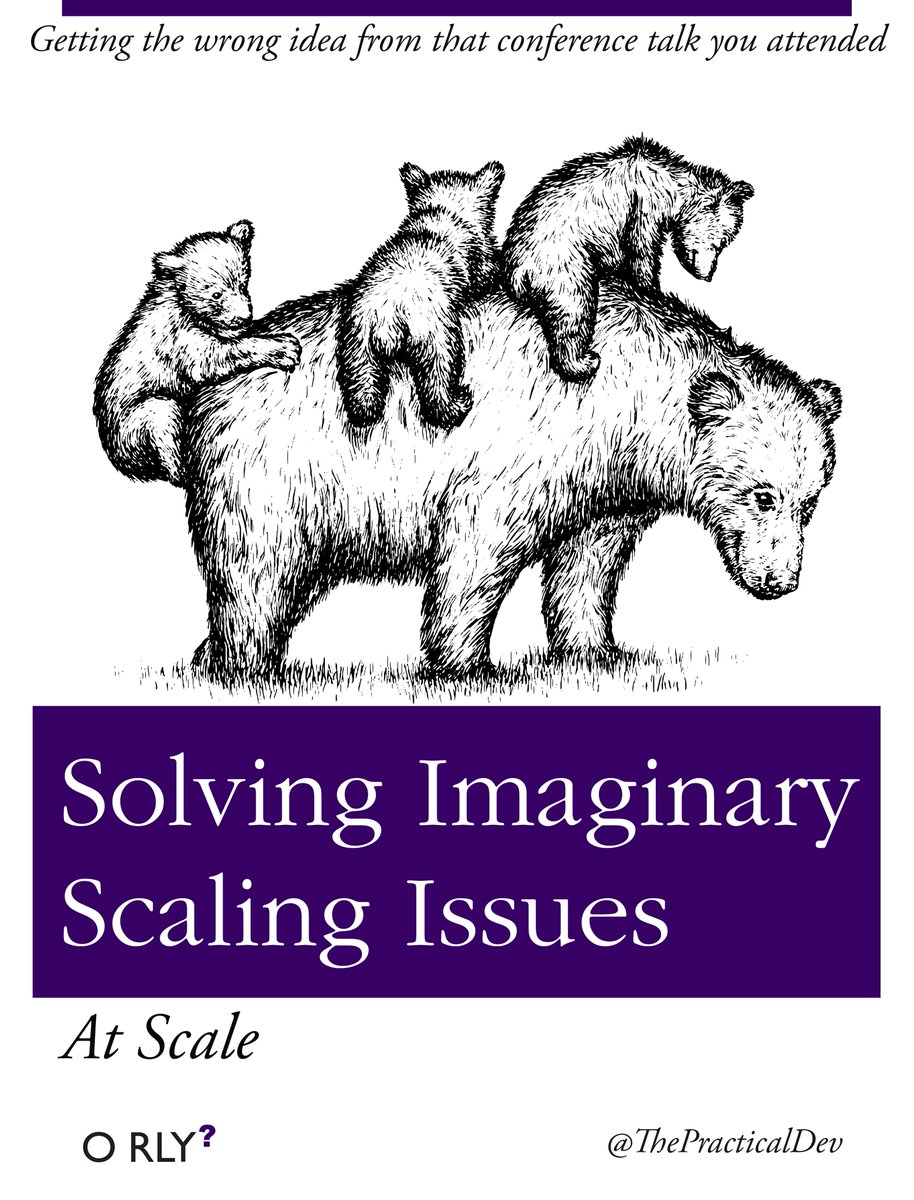 Getting the wrong idea from that conference talk you attended
Solving Imaginary
Scaling Issues
At Scale
O RLY?
@ThePracticalDev